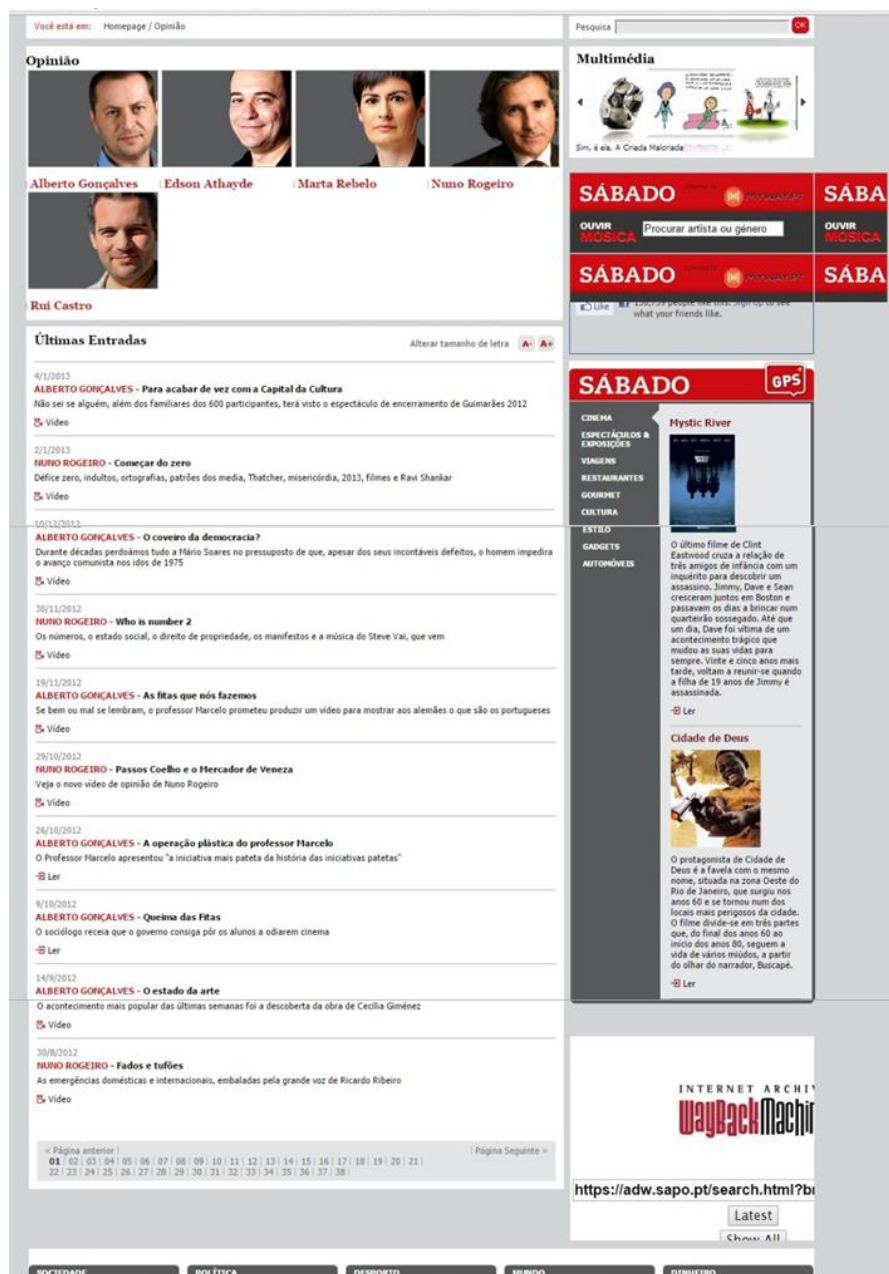 Você está em: Homepage / Opinião
Pesquisa OK
Opinião
Alberto Gonçalves
Edson Athayde
Marta Rebelo
Nuno Rogeiro
Rui Castro
Últimas Entradas
Alterar tamanho de letra A- A+
4/1/2013
ALBERTO GONÇALVES - Para acabar de vez com a Capital da Cultura
Não sei se alguém, além dos familiares dos 600 participantes, terá visto o espectáculo de encerramento de Guimarães 2012
Vídeo
2/1/2013
NUNO ROGEIRO - Começar do zero
Défice zero, indultos, ortografias, patrões dos media, Thatcher, misericórdia, 2013, filmes e Ravi Shankar
Vídeo
10/12/2012
ALBERTO GONÇALVES - O coveiro da democracia?
Durante décadas perdoámos tudo a Mário Soares no pressuposto de que, apesar dos seus incontáveis defeitos, o homem impedira
o avanço comunista nos idos de 1975
Vídeo
30/11/2012
NUNO ROGEIRO - Who is number 2
Os números, o estado social, o direito de propriedade, os manifestos e a música do Steve Vai, que vem
Vídeo
19/11/2012
ALBERTO GONÇALVES - As fitas que nós fazemos
Se bem ou mal se lembram, o professor Marcelo prometeu produzir um vídeo para mostrar aos alemães o que são os portugueses
Vídeo
29/10/2012
NUNO ROGEIRO - Passos Coelho e o Mercador de Veneza
Veja o novo vídeo de opinião de Nuno Rogeiro
Vídeo
26/10/2012
ALBERTO GONÇALVES - A operação plástica do professor Marcelo
O Professor Marcelo apresentou "a iniciativa mais pateta da história das iniciativas patetas"
Ler
9/10/2012
ALBERTO GONÇALVES - Queima das Fitas
O sociólogo receia que o governo consiga pôr os alunos a odiarem cinema
Ler
14/9/2012
ALBERTO GONÇALVES - O estado da arte
O acontecimento mais popular das últimas semanas foi a descoberta da obra de Cecilia Giménez
Vídeo
30/8/2012
NUNO ROGEIRO - Fados e tufões
As emergências domésticas e internacionais, embaladas pela grande voz de Ricardo Ribeiro
Vídeo
« Página anterior |
| Página Seguinte »
01 | 02 | 03 | 04 | 05 | 06 | 07 | 08 | 09 | 10 | 11 | 12 | 13 | 14 | 15 | 16 | 17 | 18 | 19 | 20 | 21 |
22 | 23 | 24 | 25 | 26 | 27 | 28 | 29 | 30 | 31 | 32 | 33 | 34 | 35 | 36 | 37 | 38 |
Multimédia
Sim, é ela. A Criada Malcriada
SÁBADO MYWAY.PT SÁBA
OUVIR Procurar artista ou género OUVIR
MÚSICA MÚSICA
SÁBADO MYWAY.PT SÁBA
Like people like this. Sign Up to see
what your friends like.
SÁBADO GPS
CINEMA
ESPECTÁCULOS &
EXPOSIÇÕES
VIAGENS
RESTAURANTES
GOURMET
CULTURA
ESTILO
GADGETS
AUTOMÓVEIS
Mystic River
O último filme de Clint
Eastwood cruza a relação de
três amigos de infância com um
inquérito para descobrir um
assassino. Jimmy, Dave e Sean
cresceram juntos em Boston e
passavam os dias a brincar num
quarteirão sossegado. Até que
um dia, Dave foi vítima de um
acontecimento trágico que
mudou as suas vidas para
sempre. Vinte e cinco anos mais
tarde, voltam a reunir-se quando
a filha de 19 anos de Jimmy é
assassinada.
Ler
Cidade de Deus
O protagonista de Cidade de
Deus é a favela com o mesmo
nome, situada na zona Oeste do
Rio de Janeiro, que surgiu nos
anos 60 e se tornou num dos
locais mais perigosos da cidade.
O filme divide-se em três partes
que, do final dos anos 60 ao
início dos anos 80, seguem a
vida de vários miúdos, a partir
do olhar do narrador, Buscapé.
Ler
INTERNET ARCHIV
WayBackMachin
https://adw.sapo.pt/search.html?br
Latest
Show All
SOCIEDADE
POLÍTICA
DESPORTO
MUNDO
DINHEIRO